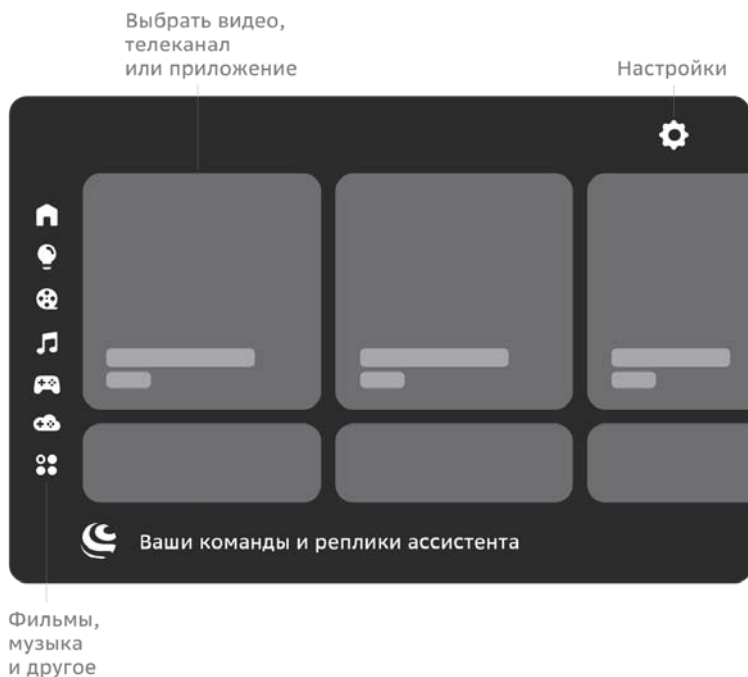 Выбрать видео,
телеканал
или приложение
Настройки
Ваши команды и реплики ассистента
Фильмы,
музыка
и другое